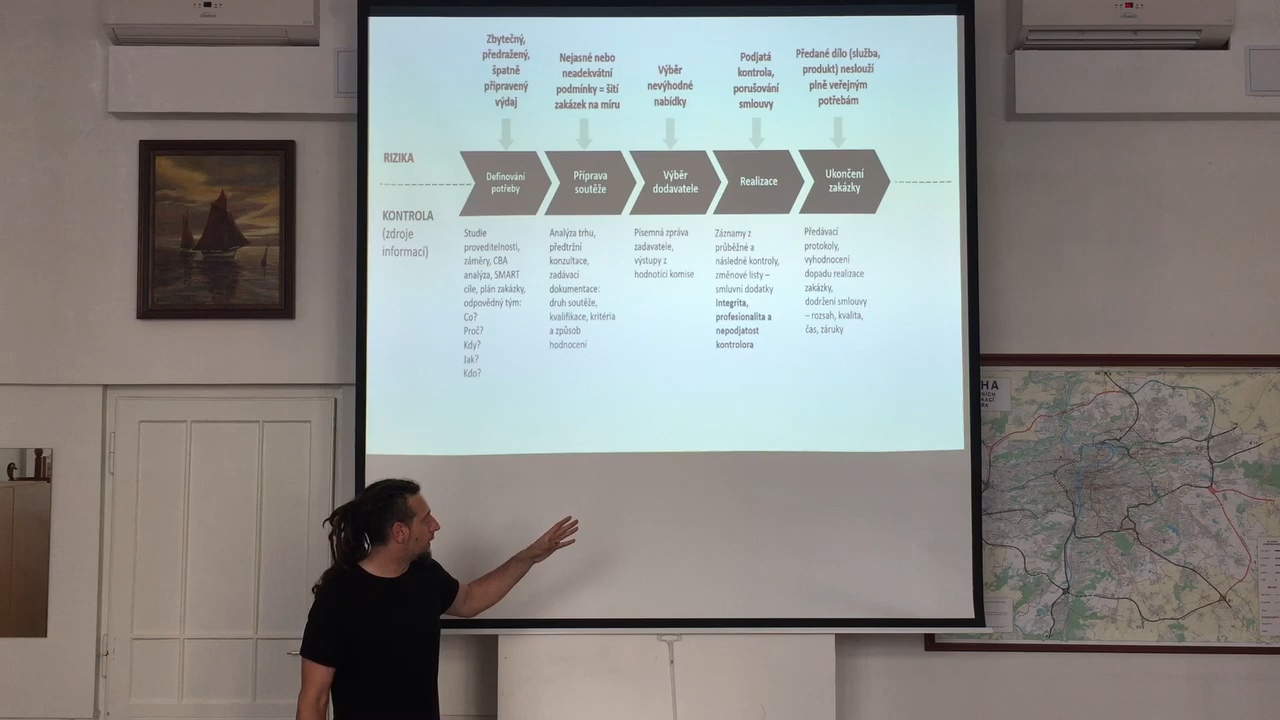 Zbytečný,
předražený,
špatně
připravený
výdaj
Nejasné nebo
neadekvátní
podmínky = šití
zakázek na míru
Výběr
nevýhodné
nabídky
Podjatá
kontrola,
porušování
smlouvy
Předané dílo (služba,
produkt) neslouží
plně veřejným
potřebám
RIZIKA
Definování
potřeby
Příprava
soutěže
Výběr
dodavatele
Realizace
Ukončení
zakázky
KONTROLA
(zdroje
informací)
Studie
proveditelnosti,
záměry, CBA
analýza, SMART
cíle, plán zakázky,
odpovědný tým:
Co?
Proč?
Kdy?
Jak?
Kdo?
Analýza trhu,
předtržní
konzultace,
zadávací
dokumentace:
druh soutěže,
kvalifikace, kritéria
a způsob
hodnocení
Písemná zpráva
zadavatele,
výstupy z
hodnotící komise
Záznamy z
průběžné a
následné kontroly,
změnové listy –
smluvní dodatky
Integrita,
profesionalita a
nepodjatost
kontrolora
Předávací
protokoly,
vyhodnocení
dopadu realizace
zakázky,
dodržení smlouvy
– rozsah, kvalita,
čas, záruky
HA